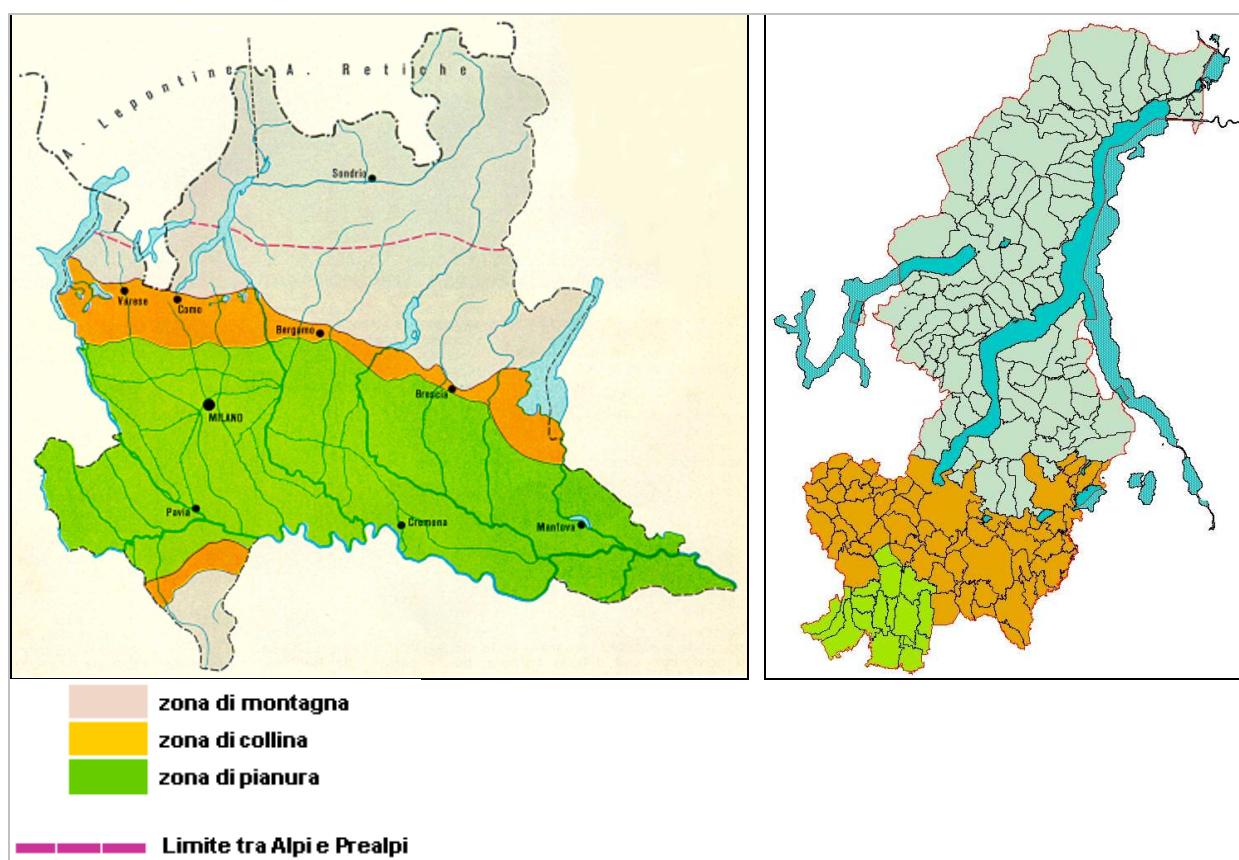 A. Lepontine A. Retiche
Sondrio
Varese
Como
Bergamo
Brescia
MILANO
Pavia
Cremona
Mantova
zona di montagna
zona di collina
zona di pianura
Limite tra Alpi e Prealpi